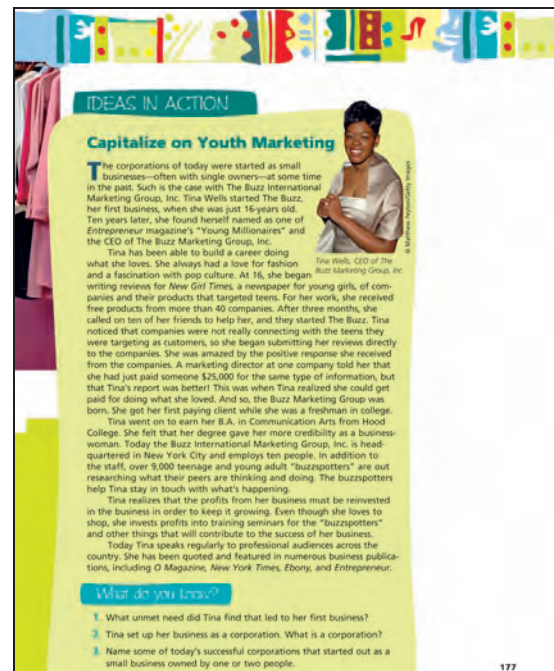 IDEAS IN ACTION
Capitalize on Youth Marketing
The corporations of today were started as small
businesses—often with single owners—at some time
in the past. Such is the case with The Buzz International
Marketing Group, Inc. Tina Wells started The Buzz,
her first business, when she was just 16-years old.
Ten years later, she found herself named as one of
Entrepreneur magazine's "Young Millionaires" and
the CEO of The Buzz Marketing Group, Inc.
© Matthew Peyton/Getty Images
Tina Wells, CEO of The
Buzz Marketing Group, Inc.
Tina has been able to build a career doing
what she loves. She always had a love for fashion
and a fascination with pop culture. At 16, she began
writing reviews for New Girl Times, a newspaper for young girls, of com-
panies and their products that targeted teens. For her work, she received
free products from more than 40 companies. After three months, she
called on ten of her friends to help her, and they started The Buzz. Tina
noticed that companies were not really connecting with the teens they
were targeting as customers, so she began submitting her reviews directly
to the companies. She was amazed by the positive response she received
from the companies. A marketing director at one company told her that
she had just paid someone $25,000 for the same type of information, but
that Tina's report was better! This was when Tina realized she could get
paid for doing what she loved. And so, the Buzz Marketing Group was
born. She got her first paying client while she was a freshman in college.
Tina went on to earn her B.A. in Communication Arts from Hood
College. She felt that her degree gave her more credibility as a business-
woman. Today the Buzz International Marketing Group, Inc. is head-
quartered in New York City and employs ten people. In addition to
the staff, over 9,000 teenage and young adult "buzzspotters" are out
researching what their peers are thinking and doing. The buzzspotters
help Tina stay in touch with what's happening.
Tina realizes that the profits from her business must be reinvested
in the business in order to keep it growing. Even though she loves to
shop, she invests profits into training seminars for the "buzzspotters"
and other things that will contribute to the success of her business.
Today Tina speaks regularly to professional audiences across the
country. She has been quoted and featured in numerous business publica-
tions, including O Magazine, New York Times, Ebony, and Entrepreneur.
What do you know?
1. What unmet need did Tina find that led to her first business?
2. Tina set up her business as a corporation. What is a corporation?
3. Name some of today's successful corporations that started out as a
small business owned by one or two people.
177